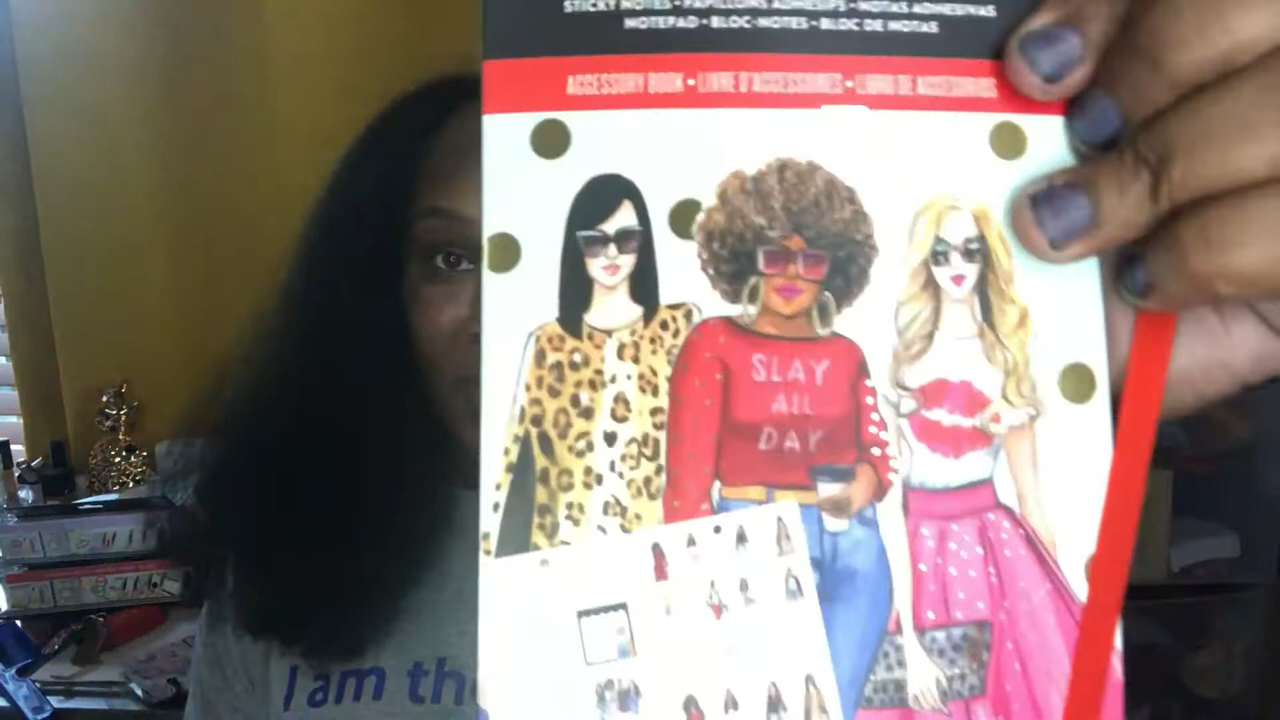 STICKY NOTES • PAPILLONS ADHÉSIFS • NOTAS ADHESIVAS
NOTEPAD • BLOC-NOTES • BLOC DE NOTAS
ACCESSORY BOOK • LIVRE D'ACCESSOIRES • LIBRO DE ACCESORIOS
SLAY
ALL
DAY
I am the